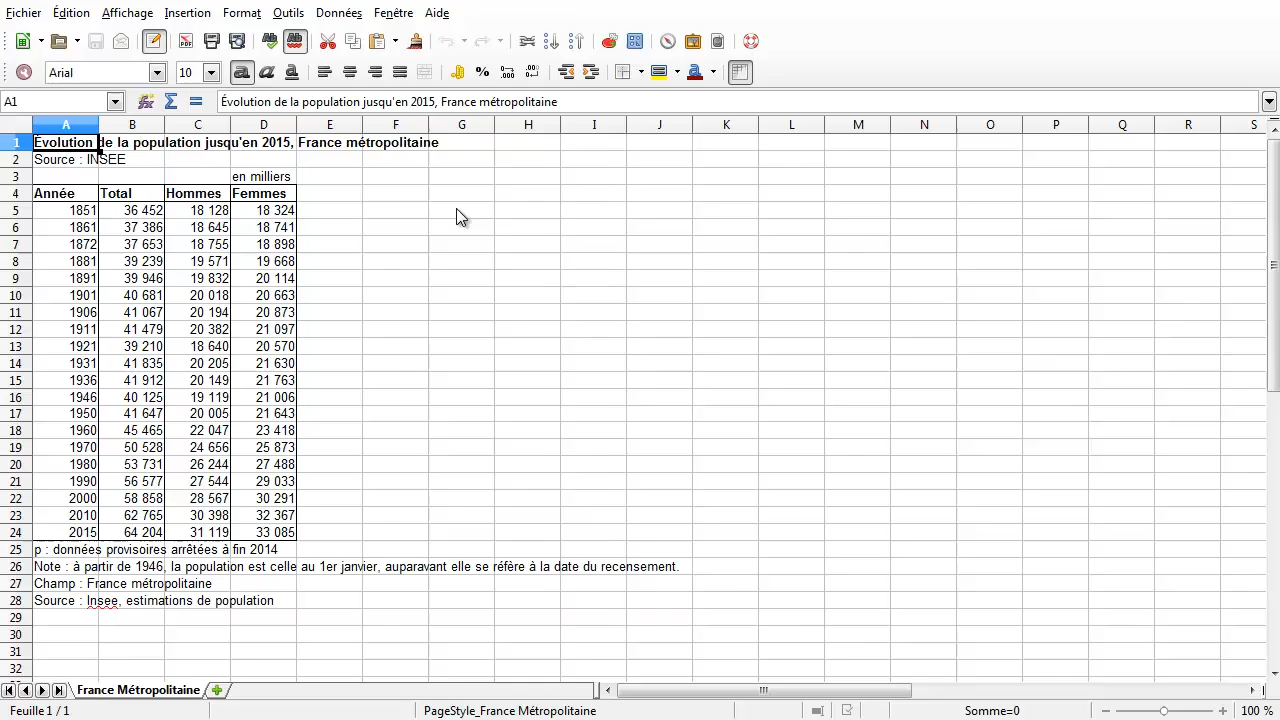 Fichier Édition Affichage Insertion Format Outils Données Fenêtre Aide
Arial 10
A1 Évolution de la population jusqu'en 2015, France métropolitaine
A B C D E F G H I J K L M N O P Q R S
1 Évolution de la population jusqu'en 2015, France métropolitaine
2 Source : INSEE
3 en milliers
4 Année Total Hommes Femmes
5 1851 36 452 18 128 18 324
6 1861 37 386 18 645 18 741
7 1872 37 653 18 755 18 898
8 1881 39 239 19 571 19 668
9 1891 39 946 19 832 20 114
10 1901 40 681 20 018 20 663
11 1906 41 067 20 194 20 873
12 1911 41 479 20 382 21 097
13 1921 39 210 18 640 20 570
14 1931 41 835 20 205 21 630
15 1936 41 912 20 149 21 763
16 1946 40 125 19 119 21 006
17 1950 41 647 20 005 21 643
18 1960 45 465 22 047 23 418
19 1970 50 528 24 656 25 873
20 1980 53 731 26 244 27 488
21 1990 56 577 27 544 29 033
22 2000 58 858 28 567 30 291
23 2010 62 765 30 398 32 367
24 2015 64 204 31 119 33 085
25 p : données provisoires arrêtées à fin 2014
26 Note : à partir de 1946, la population est celle au 1er janvier, auparavant elle se réfère à la date du recensement.
27 Champ : France métropolitaine
28 Source : Insee, estimations de population
29
30
31
32
France Métropolitaine
Feuille 1 / 1 PageStyle_France Métropolitaine Somme=0 100 %